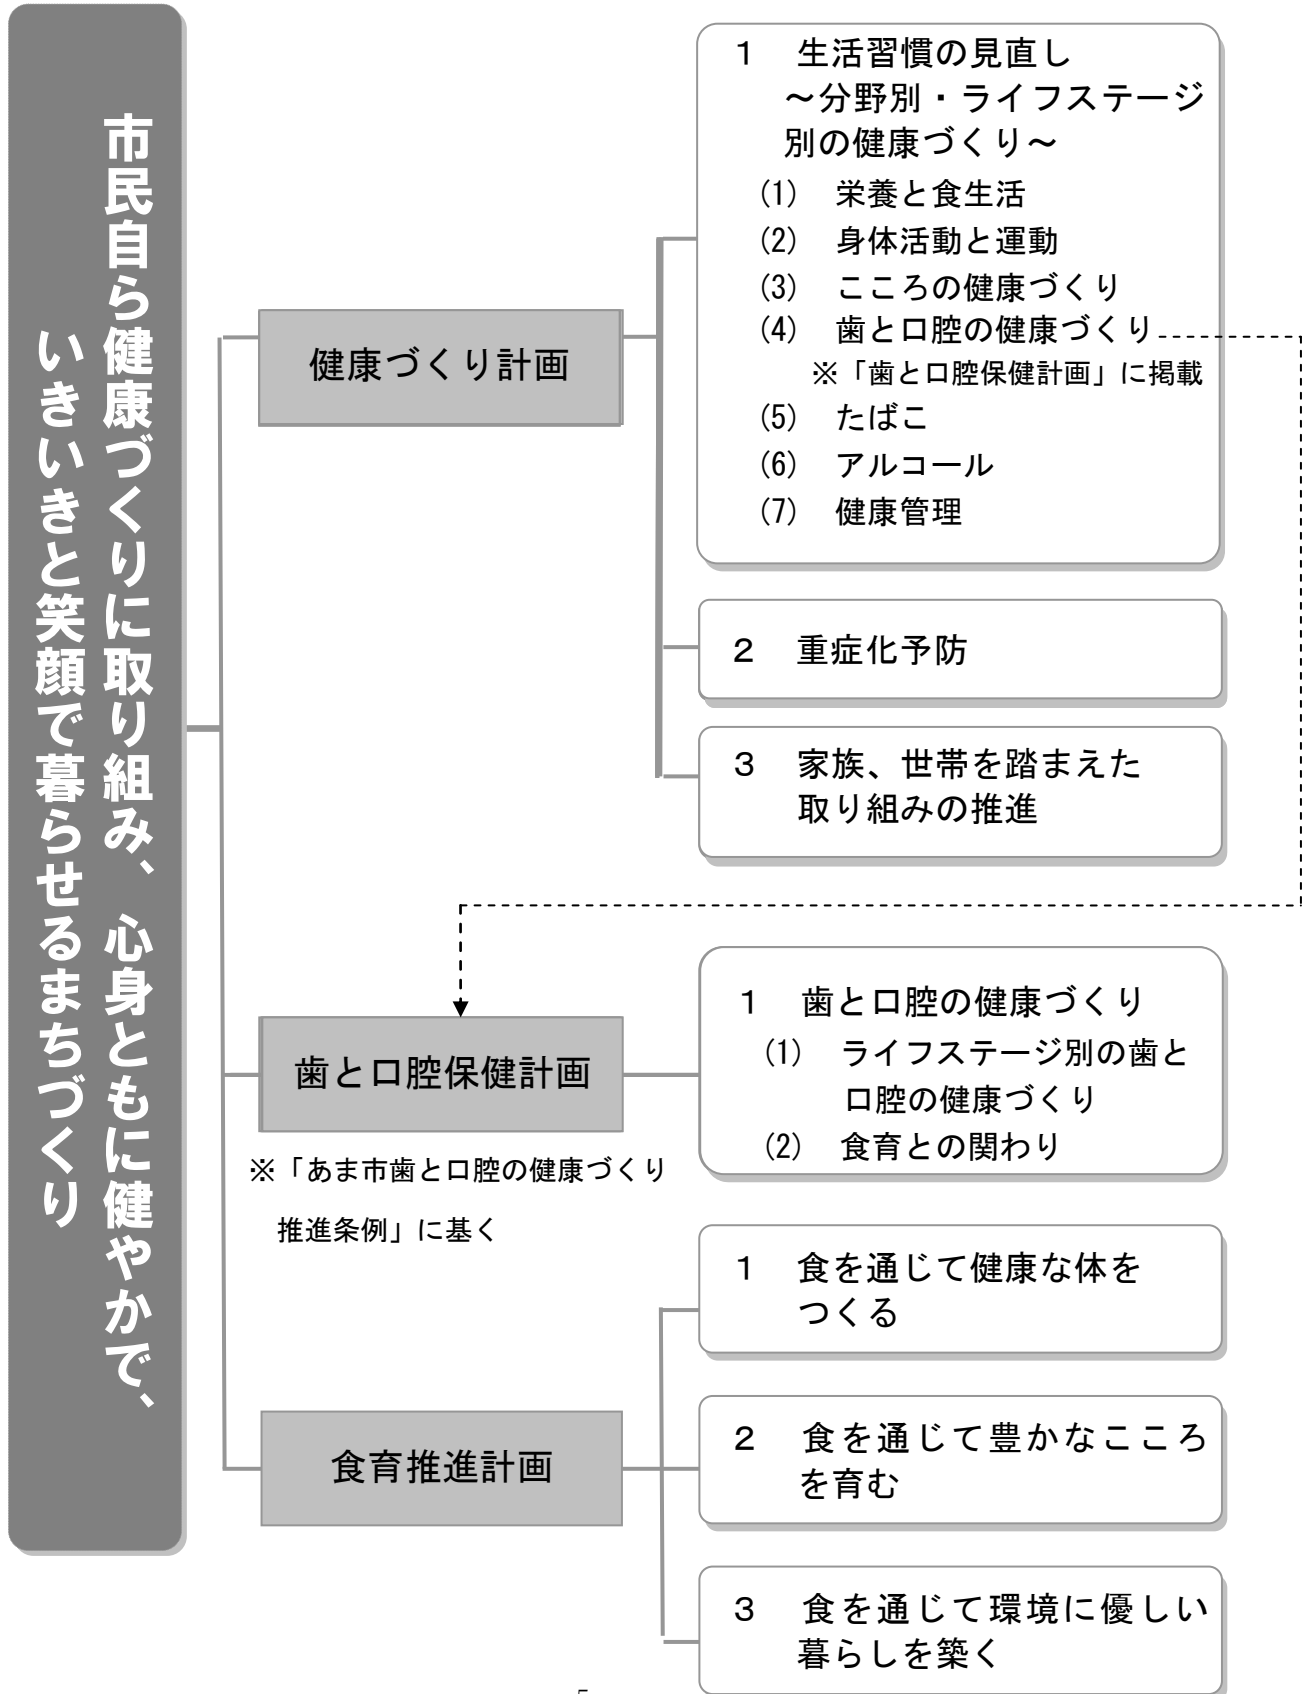 市民自ら健康づくりに取り組み、心身ともに健やかで、
いきいきと笑顔で暮らせるまちづくり
健康づくり計画
1　生活習慣の見直し
～分野別・ライフステージ
別の健康づくり～
(1)　栄養と食生活
(2)　身体活動と運動
(3)　こころの健康づくり
(4)　歯と口腔の健康づくり
※「歯と口腔保健計画」に掲載
(5)　たばこ
(6)　アルコール
(7)　健康管理
2　重症化予防
3　家族、世帯を踏まえた
取り組みの推進
歯と口腔保健計画
※「あま市歯と口腔の健康づくり
推進条例」に基く
1　歯と口腔の健康づくり
(1)　ライフステージ別の歯と
口腔の健康づくり
(2)　食育との関わり
食育推進計画
1　食を通じて健康な体を
つくる
2　食を通じて豊かなこころ
を育む
3　食を通じて環境に優しい
暮らしを築く